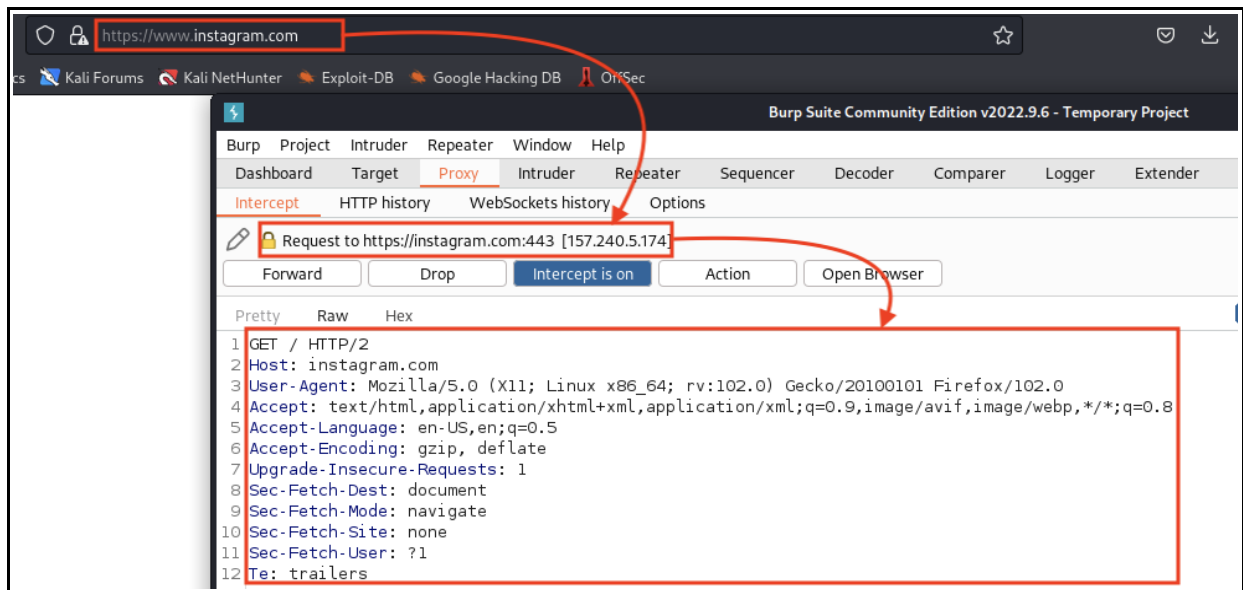 https://www.instagram.com
cs Kali Forums Kali NetHunter Exploit-DB Google Hacking DB OffSec
Burp Suite Community Edition v2022.9.6 - Temporary Project
Burp Project Intruder Repeater Window Help
Dashboard Target Proxy Intruder Repeater Sequencer Decoder Comparer Logger Extender
Intercept HTTP history WebSockets history Options
Request to https://instagram.com:443 [157.240.5.174]
Forward Drop Intercept is on Action Open Browser
Pretty Raw Hex
1 GET / HTTP/2
2 Host: instagram.com
3 User-Agent: Mozilla/5.0 (X11; Linux x86_64; rv:102.0) Gecko/20100101 Firefox/102.0
4 Accept: text/html,application/xhtml+xml,application/xml;q=0.9,image/avif,image/webp,*/*;q=0.8
5 Accept-Language: en-US,en;q=0.5
6 Accept-Encoding: gzip, deflate
7 Upgrade-Insecure-Requests: 1
8 Sec-Fetch-Dest: document
9 Sec-Fetch-Mode: navigate
10 Sec-Fetch-Site: none
11 Sec-Fetch-User: ?1
12 Te: trailers